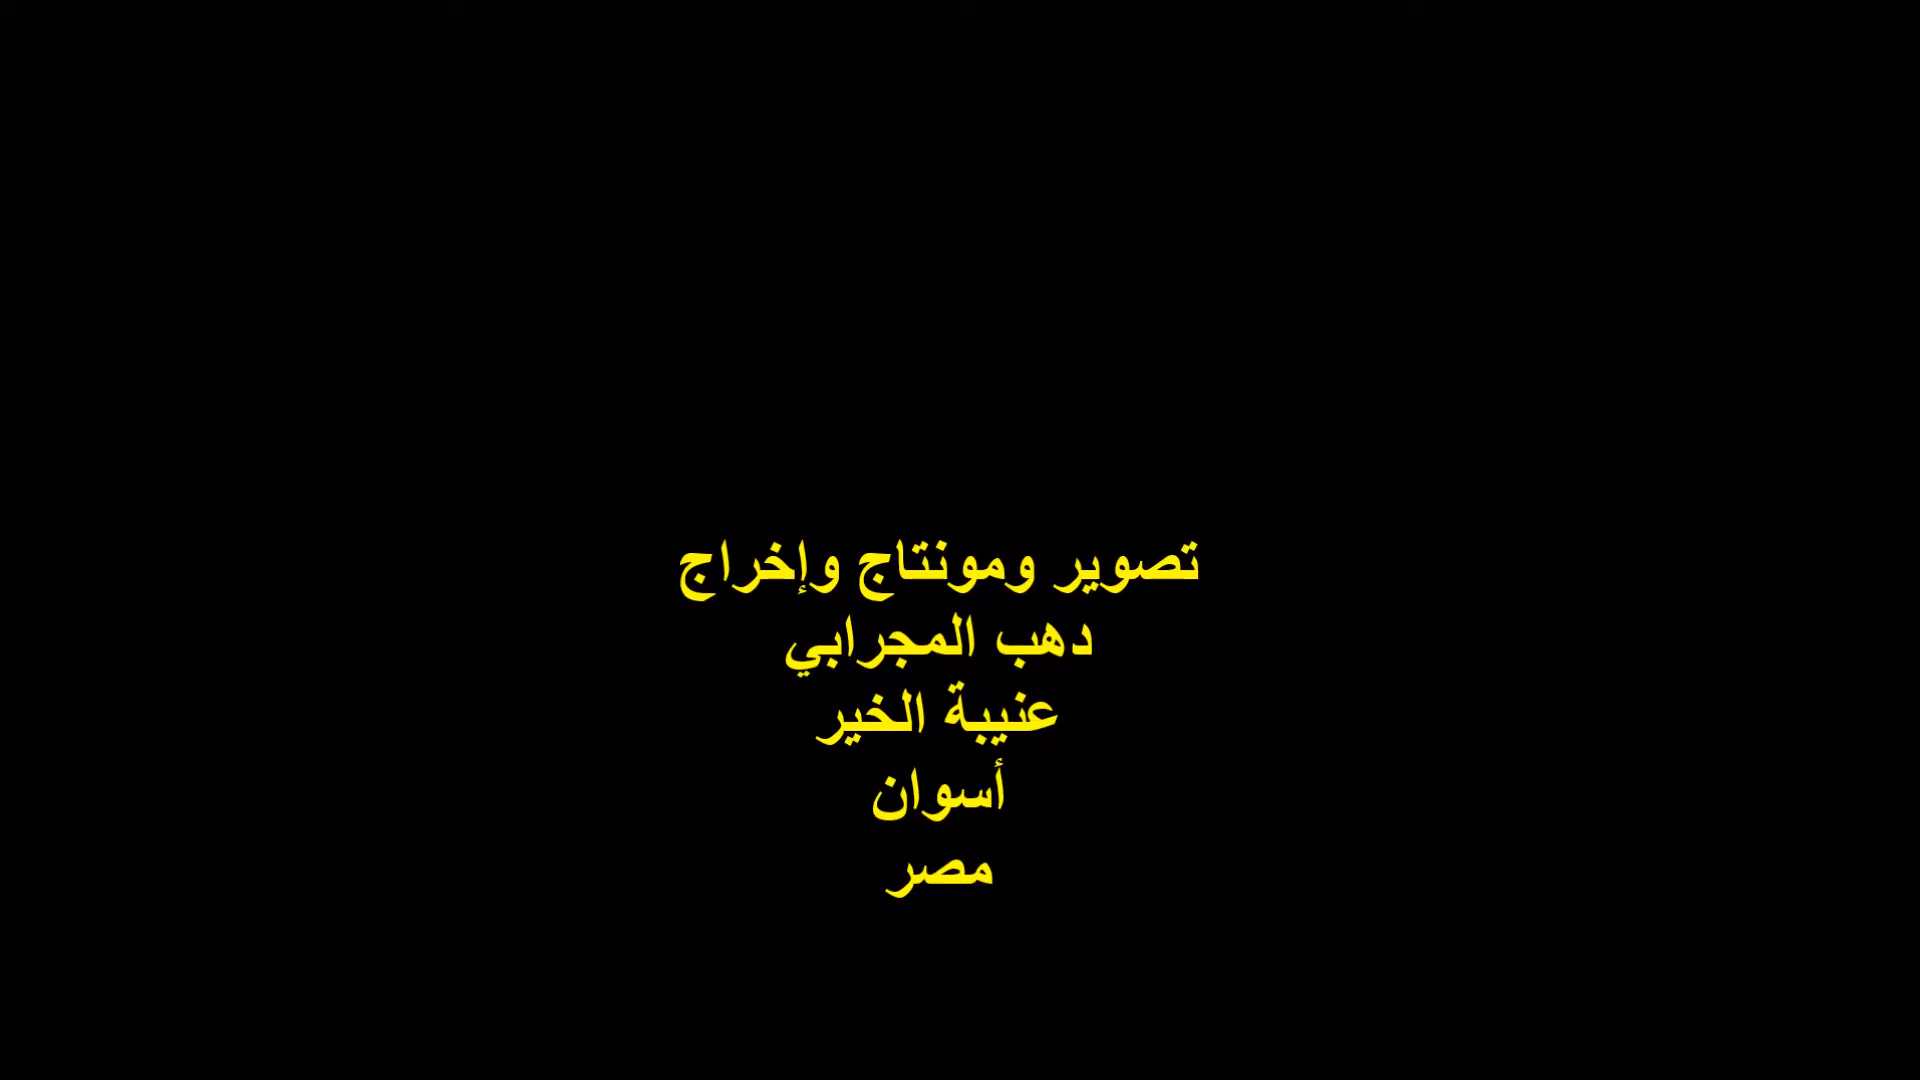 تصوير ومونتاج وإخراج
دهب المجرابي
عنيبة الخير
أسوان
مصر